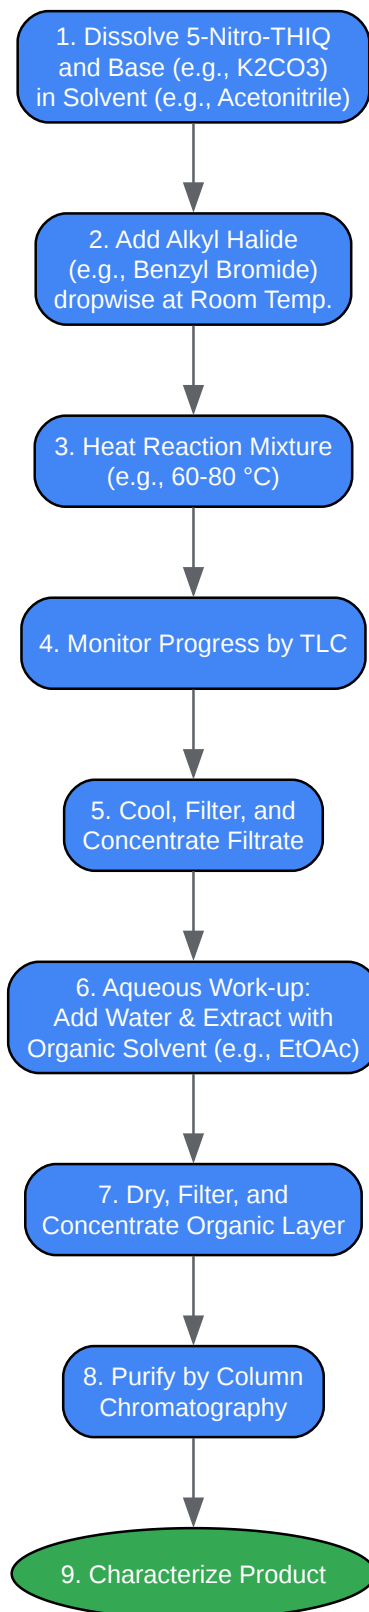 1. Dissolve 5-Nitro-THIQ
and Base (e.g., K2CO3)
in Solvent (e.g., Acetonitrile)
2. Add Alkyl Halide
(e.g., Benzyl Bromide)
dropwise at Room Temp.
3. Heat Reaction Mixture
(e.g., 60-80 °C)
4. Monitor Progress by TLC
5. Cool, Filter, and
Concentrate Filtrate
6. Aqueous Work-up:
Add Water & Extract with
Organic Solvent (e.g., EtOAc)
7. Dry, Filter, and
Concentrate Organic Layer
8. Purify by Column
Chromatography
9. Characterize Product